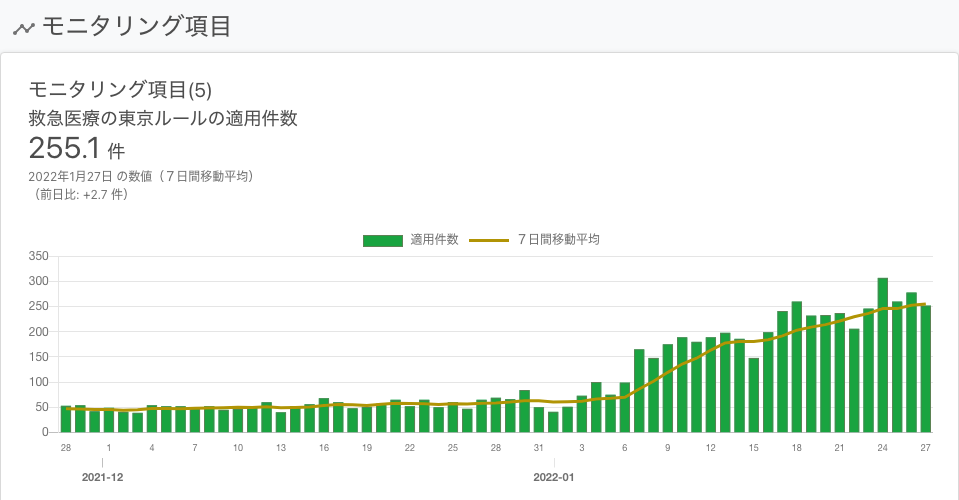 モニタリング項目
モニタリング項目(5)
救急医療の東京ルールの適用件数
255.1 件
2022年1月27日 の数値（７日間移動平均）
（前日比: +2.7 件）
適用件数 ７日間移動平均
350
300
250
200
150
100
50
0
28 1 4 7 10 13 16 19 22 25 28 31 3 6 9 12 15 18 21 24 27
2021-12 2022-01